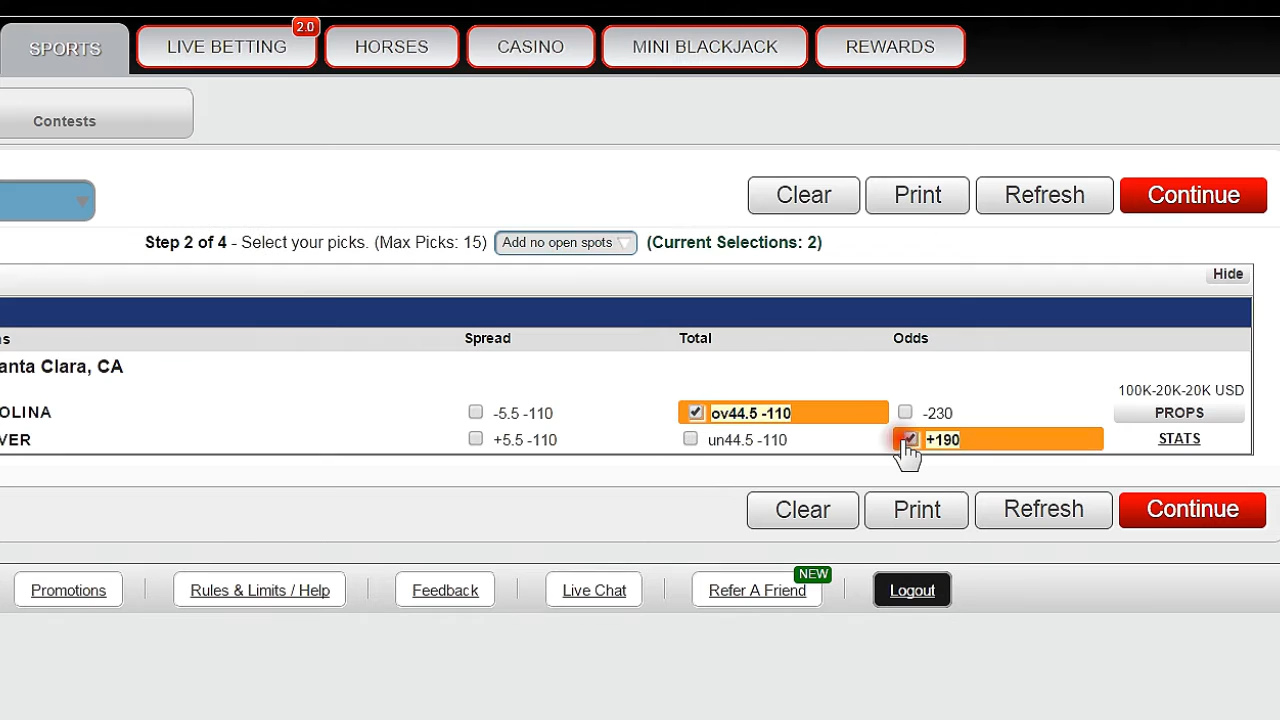 2.0
SPORTS LIVE BETTING HORSES CASINO MINI BLACKJACK REWARDS
Contests
Clear Print Refresh Continue
Step 2 of 4 - Select your picks. (Max Picks: 15) Add no open spots (Current Selections: 2)
Hide
s Spread Total Odds
anta Clara, CA
100K-20K-20K USD
OLINA -5.5 -110 ov44.5 -110 -230 PROPS
VER +5.5 -110 un44.5 -110 +190 STATS
Clear Print Refresh Continue
NEW
Promotions Rules & Limits / Help Feedback Live Chat Refer A Friend Logout